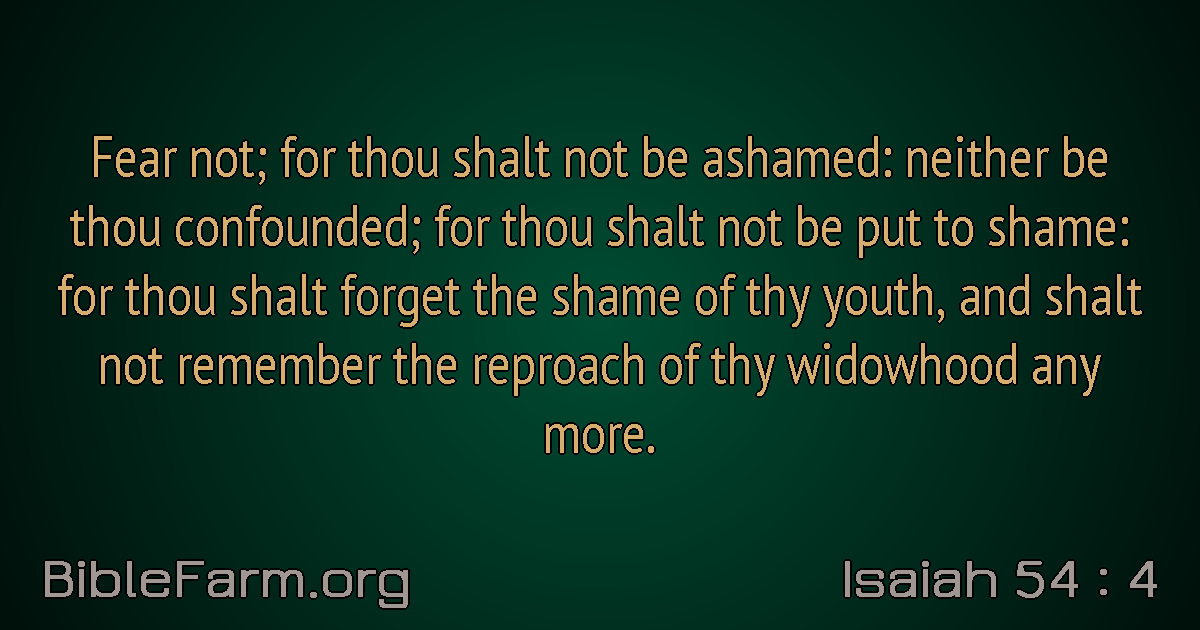 Fear not; for thou shalt not be ashamed: neither be
thou confounded; for thou shalt not be put to shame:
for thou shalt forget the shame of thy youth, and shalt
not remember the reproach of thy widowhood any
more.
BibleFarm.org
Isaiah 54 : 4